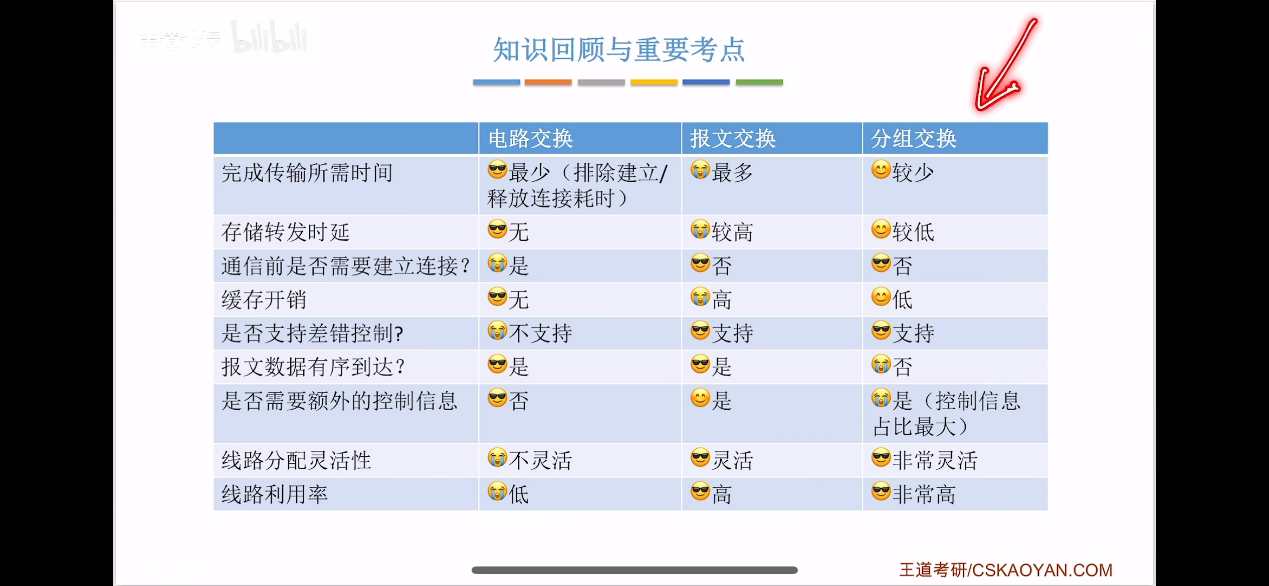 bilibili
知识回顾与重要考点
电路交换 报文交换 分组交换
完成传输所需时间 😎最少（排除建立/ 😭最多 😊较少
释放连接耗时）
存储转发时延 😎无 😭较高 😊较低
通信前是否需要建立连接？ 😭是 😎否 😎否
缓存开销 😎无 😭高 😊低
是否支持差错控制? 😭不支持 😎支持 😎支持
报文数据有序到达？ 😎是 😎是 😭否
是否需要额外的控制信息 😎否 😊是 😭是（控制信息
占比最大）
线路分配灵活性 😭不灵活 😎灵活 😎非常灵活
线路利用率 😭低 😎高 😎非常高
王道考研/CSKAOYAN.COM